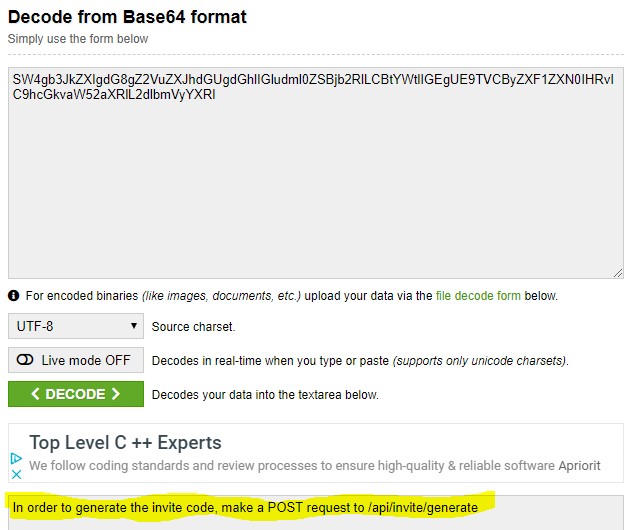 Decode from Base64 format
Simply use the form below
SW4gb3JkZXIgdG8gZ2VuZXJhdGUgdGhlIGludml0ZSBjb2RlLCBtYWtlIGEgUE9TVCByZXF1ZXN0IHRvI
C9hcGkvaW52aXRlL2dlbmVyYXRl
For encoded binaries (like images, documents, etc.) upload your data via the file decode form below.
UTF-8 Source charset.
Live mode OFF Decodes in real-time when you type or paste (supports only unicode charsets).
< DECODE > Decodes your data into the textarea below.
Top Level C ++ Experts
We follow coding standards and review processes to ensure high-quality & reliable software Apriorit
In order to generate the invite code, make a POST request to /api/invite/generate